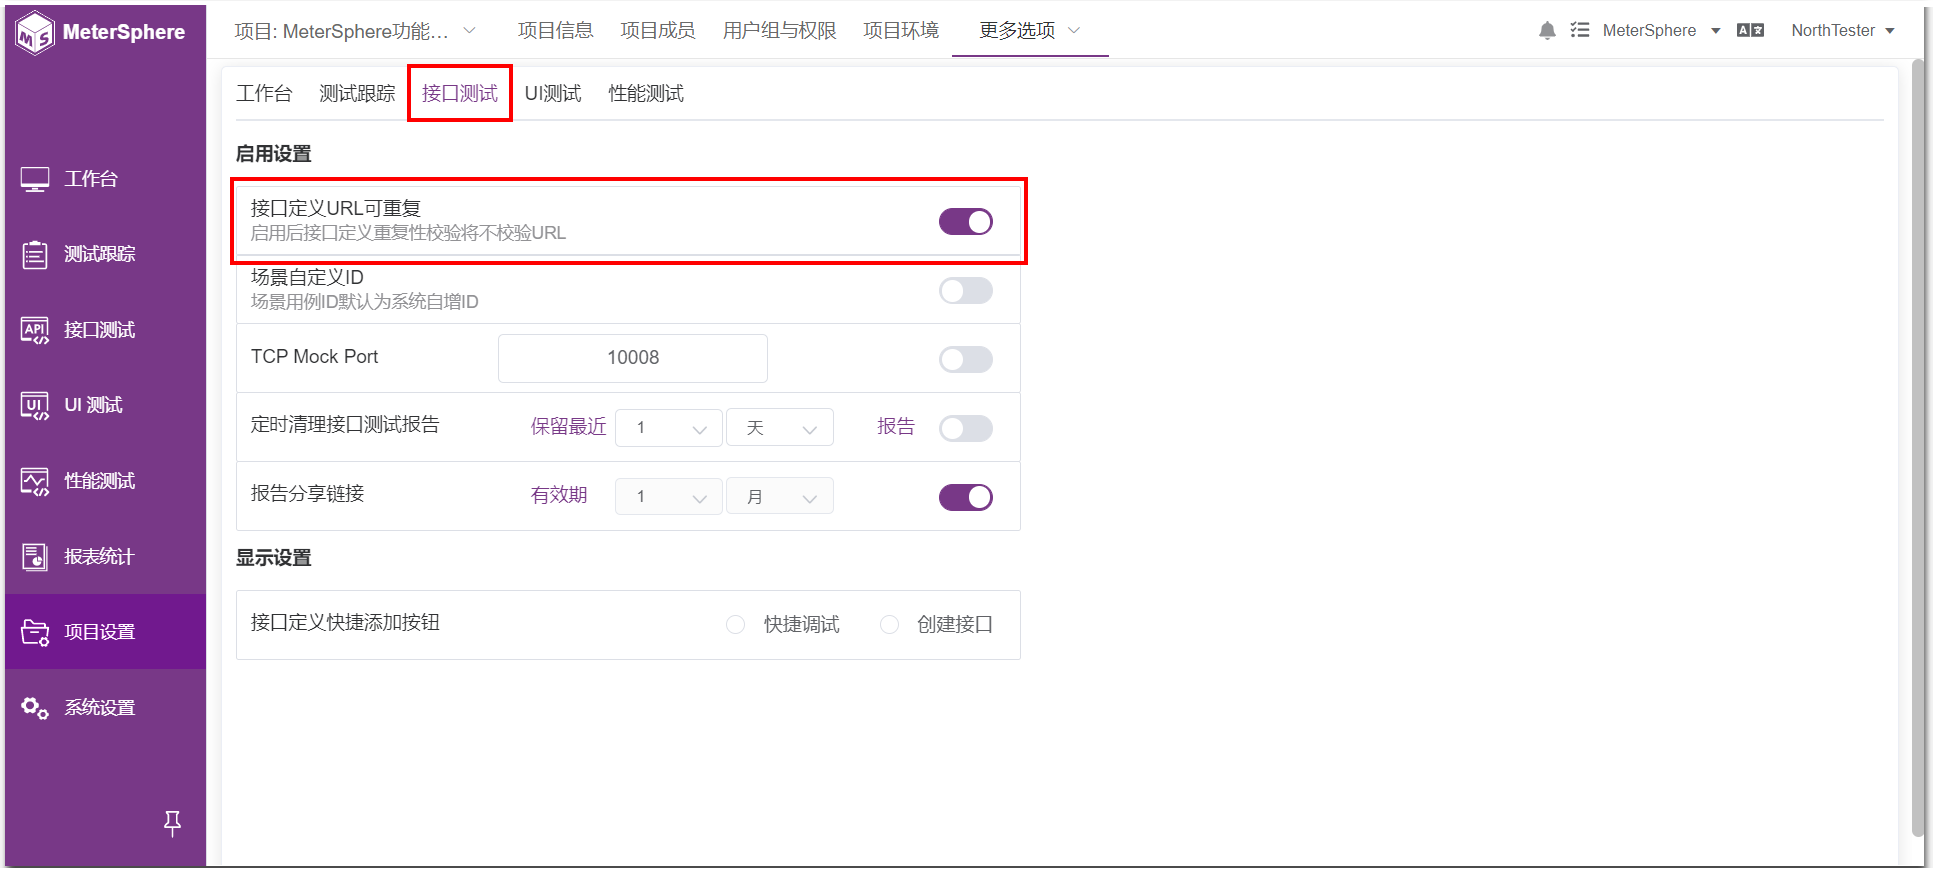 MeterSphere
项目: MeterSphere功能...
项目信息
项目成员
用户组与权限
项目环境
更多选项
MeterSphere
NorthTester
工作台
测试跟踪
接口测试
UI 测试
性能测试
报表统计
项目设置
系统设置
工作台
测试跟踪
接口测试
UI测试
性能测试
启用设置
接口定义URL可重复
启用后接口定义重复性校验将不校验URL
场景自定义ID
场景用例ID默认为系统自增ID
TCP Mock Port
10008
定时清理接口测试报告
保留最近
1
天
报告
报告分享链接
有效期
1
月
显示设置
接口定义快捷添加按钮
快捷调试
创建接口